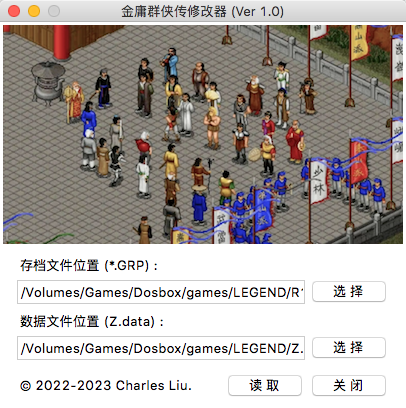 金庸群侠传修改器 (Ver 1.0)
少林
存档文件位置 (*.GRP)：
/Volumes/Games/Dosbox/games/LEGEND/R
选 择
数据文件位置 (Z.data)：
/Volumes/Games/Dosbox/games/LEGEND/Z.
选 择
© 2022-2023 Charles Liu.
读 取
关 闭